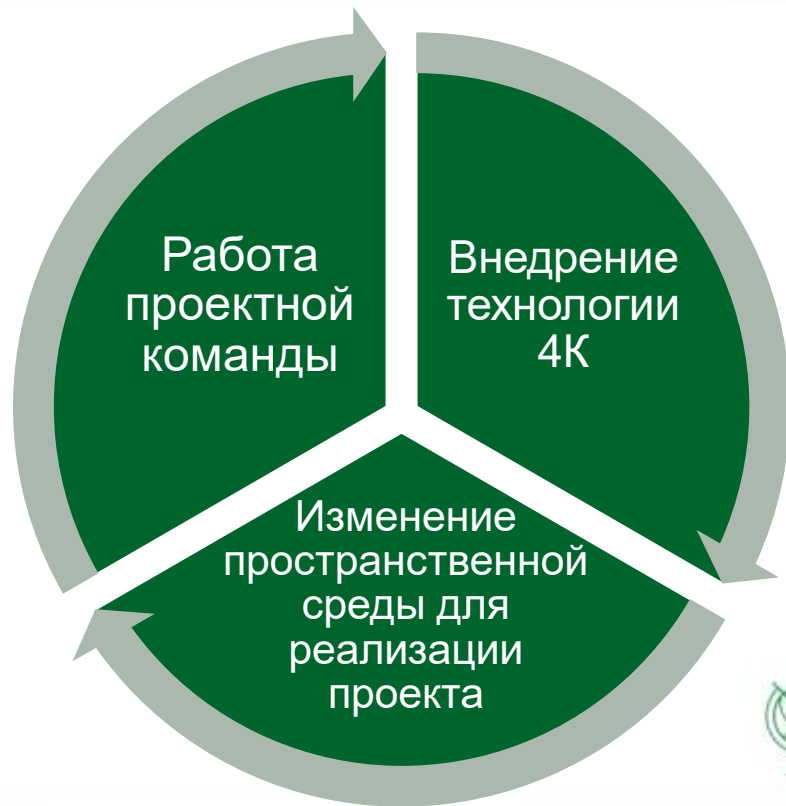 Работа
проектной
команды
Внедрение
технологии
4К
Изменение
пространственной
среды для
реализации
проекта